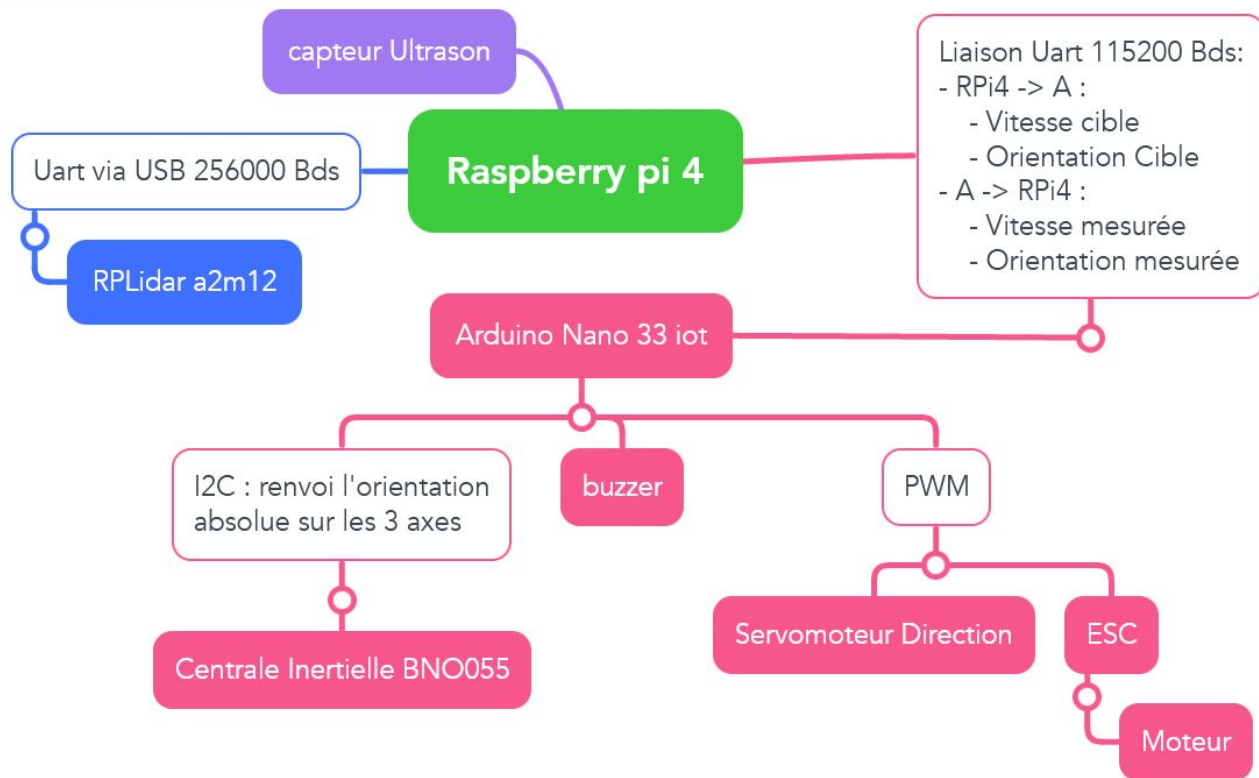 capteur Ultrason
Liaison Uart 115200 Bds:
- RPi4 -> A :
- Vitesse cible
- Orientation Cible
- A -> RPi4 :
- Vitesse mesurée
- Orientation mesurée
Uart via USB 256000 Bds
Raspberry pi 4
RPLidar a2m12
Arduino Nano 33 iot
I2C : renvoi l'orientation
absolue sur les 3 axes
buzzer
PWM
Centrale Inertielle BNO055
Servomoteur Direction
ESC
Moteur